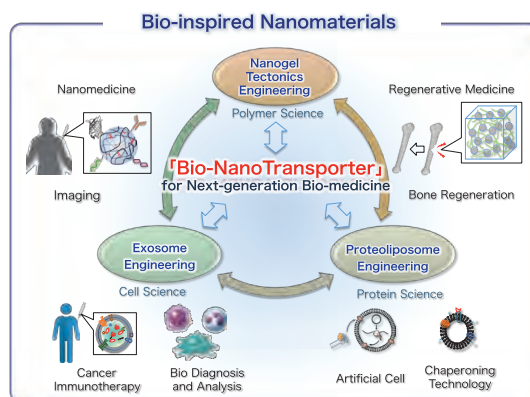 Bio-inspired Nanomaterials
Nanogel
Tectonics
Engineering
Polymer Science
Nanomedicine
Imaging
Regenerative Medicine
Bone Regeneration
「Bio-NanoTransporter」
for Next-generation Bio-medicine
Exosome
Engineering
Cell Science
Proteoliposome
Engineering
Protein Science
Cancer
Immunotherapy
Bio Diagnosis
and Analysis
Artificial Cell
Chaperoning
Technology